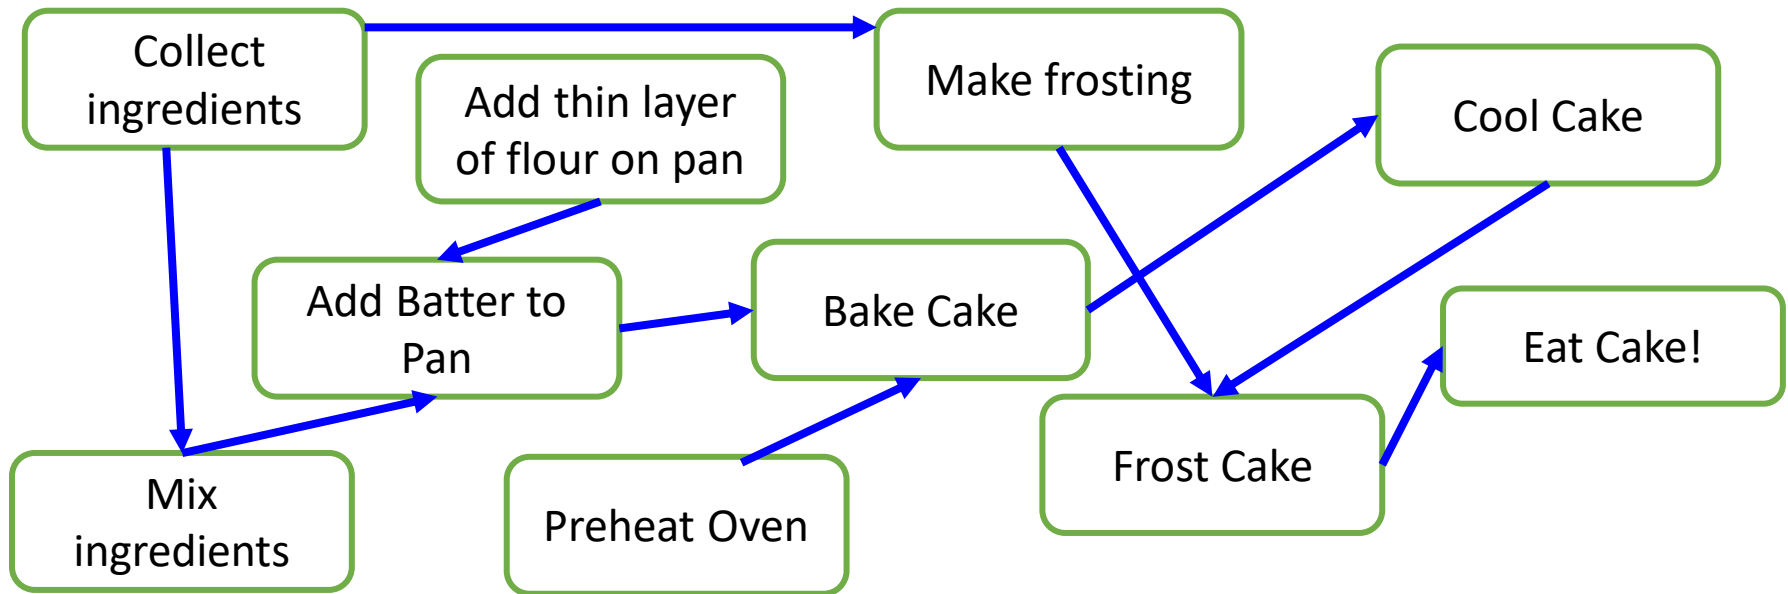 Collect
ingredients
Add thin layer
of flour on pan
Make frosting
Cool Cake
Add Batter to
Pan
Bake Cake
Eat Cake!
Mix
ingredients
Preheat Oven
Frost Cake